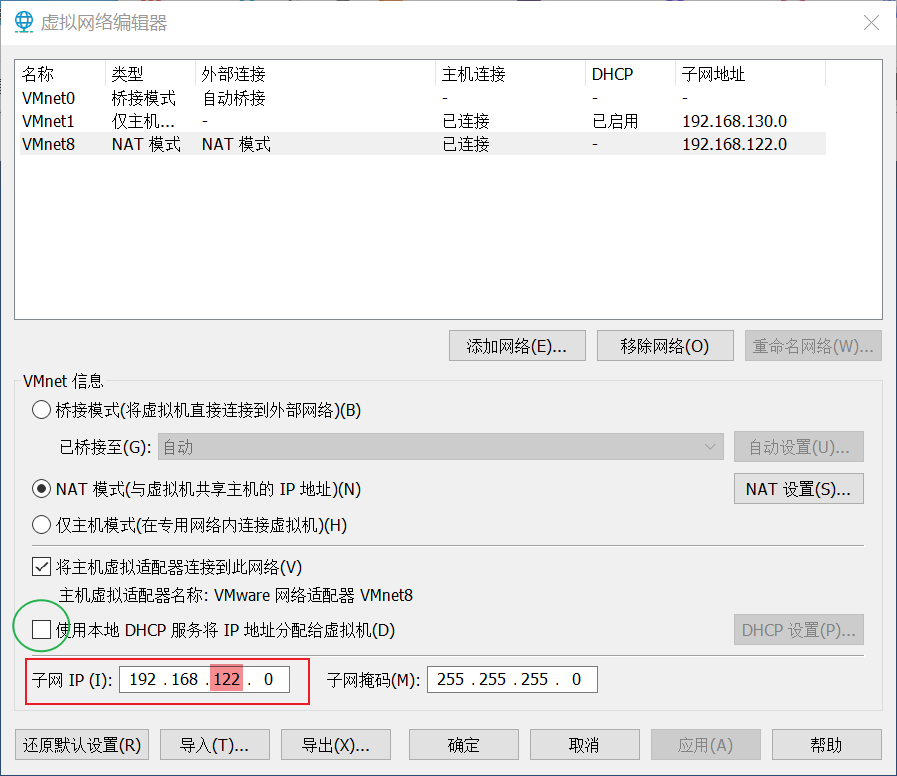 虚拟网络编辑器
名称 类型 外部连接 主机连接 DHCP 子网地址
VMnet0 桥接模式 自动桥接 - - -
VMnet1 仅主机... - 已连接 已启用 192.168.130.0
VMnet8 NAT 模式 NAT 模式 已连接 - 192.168.122.0
添加网络(E)... 移除网络(O) 重命名网络(W)...
VMnet 信息
桥接模式(将虚拟机直接连接到外部网络)(B)
已桥接至(G): 自动 自动设置(U)...
NAT 模式(与虚拟机共享主机的 IP 地址)(N) NAT 设置(S)...
仅主机模式(在专用网络内连接虚拟机)(H)
将主机虚拟适配器连接到此网络(V)
主机虚拟适配器名称: VMware 网络适配器 VMnet8
使用本地 DHCP 服务将 IP 地址分配给虚拟机(D) DHCP 设置(P)...
子网 IP (I): 192 . 168 . 122 . 0 子网掩码(M): 255 . 255 . 255 . 0
还原默认设置(R) 导入(T)... 导出(X)... 确定 取消 应用(A) 帮助